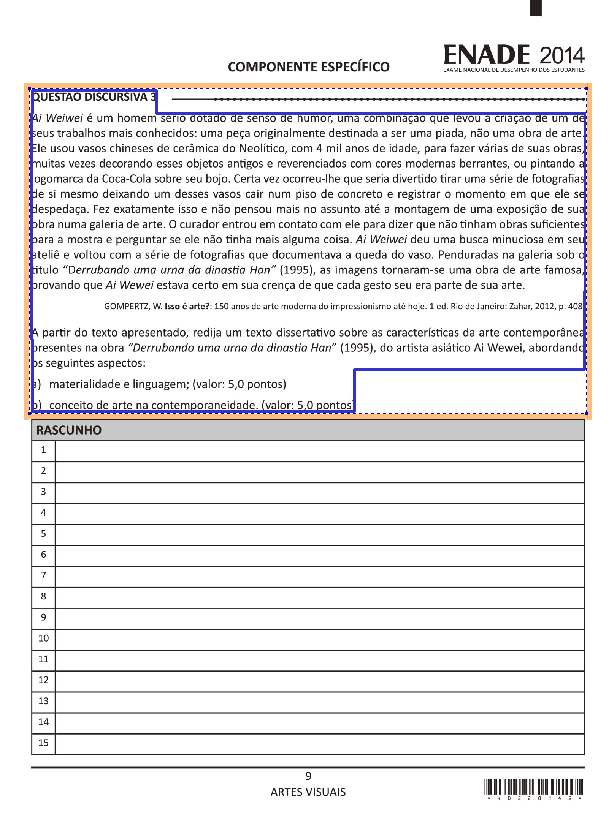 ENADE 2014
EXAME NACIONAL DE DESEMPENHO DOS ESTUDANTES
COMPONENTE ESPECÍFICO
QUESTÃO DISCURSIVA 3
Ai Weiwei é um homem sério dotado de senso de humor, uma combinação que levou à criação de um de
seus trabalhos mais conhecidos: uma peça originalmente destinada a ser uma piada, não uma obra de arte.
Ele usou vasos chineses de cerâmica do Neolítico, com 4 mil anos de idade, para fazer várias de suas obras,
muitas vezes decorando esses objetos antigos e reverenciados com cores modernas berrantes, ou pintando a
logomarca da Coca-Cola sobre seu bojo. Certa vez ocorreu-lhe que seria divertido tirar uma série de fotografias
de si mesmo deixando um desses vasos cair num piso de concreto e registrar o momento em que ele se
despedaça. Fez exatamente isso e não pensou mais no assunto até a montagem de uma exposição de sua
obra numa galeria de arte. O curador entrou em contato com ele para dizer que não tinham obras suficientes
para a mostra e perguntar se ele não tinha mais alguma coisa. Ai Weiwei deu uma busca minuciosa em seu
ateliê e voltou com a série de fotografias que documentava a queda do vaso. Penduradas na galeria sob o
título “Derrubando uma urna da dinastia Han” (1995), as imagens tornaram-se uma obra de arte famosa,
provando que Ai Wewei estava certo em sua crença de que cada gesto seu era parte de sua arte.
GOMPERTZ, W. Isso é arte?: 150 anos de arte moderna do impressionismo até hoje. 1 ed. Rio de Janeiro: Zahar, 2012, p. 408.
A partir do texto apresentado, redija um texto dissertativo sobre as características da arte contemporânea
presentes na obra “Derrubando uma urna da dinastia Han” (1995), do artista asiático Ai Wewei, abordando
os seguintes aspectos:
a) materialidade e linguagem; (valor: 5,0 pontos)
b) conceito de arte na contemporaneidade. (valor: 5,0 pontos)
RASCUNHO
1
2
3
4
5
6
7
8
9
10
11
12
13
14
15
9
ARTES VISUAIS